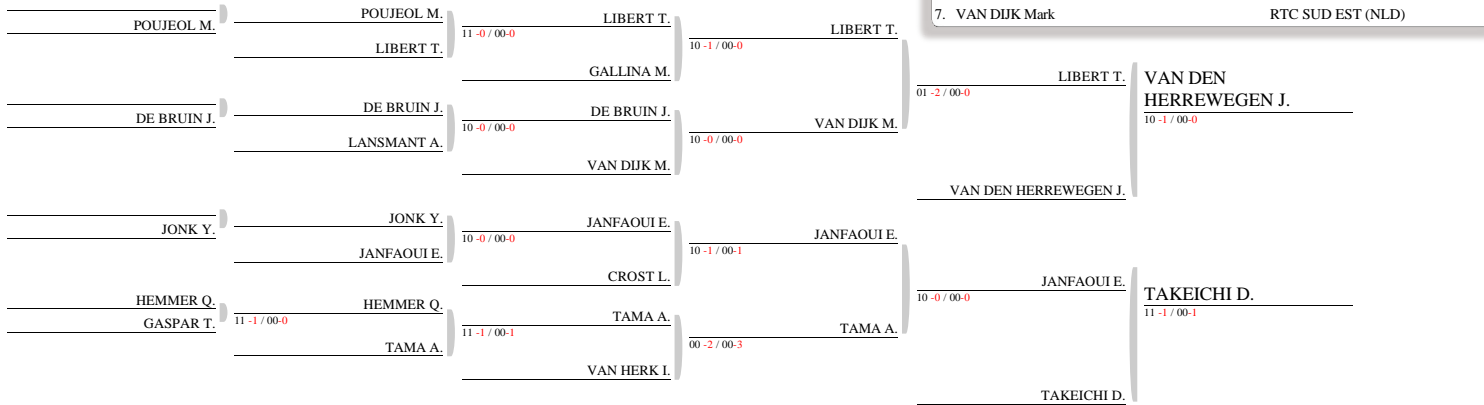 7. VAN DIJK Mark RTC SUD EST (NLD)
POUJEOL M.
POUJEOL M.
LIBERT T.
LIBERT T.
11 -0 / 00-0
GALLINA M.
LIBERT T.
10 -1 / 00-0
DE BRUIN J.
DE BRUIN J.
LANSMANT A.
DE BRUIN J.
10 -0 / 00-0
VAN DIJK M.
VAN DIJK M.
10 -0 / 00-0
LIBERT T.
01 -2 / 00-0
VAN DEN HERREWEGEN J.
VAN DEN
HERREWEGEN J.
10 -1 / 00-0
JONK Y.
JONK Y.
JANFAOUI E.
JANFAOUI E.
10 -0 / 00-0
CROST L.
JANFAOUI E.
10 -1 / 00-1
HEMMER Q.
GASPAR T.
HEMMER Q.
11 -1 / 00-0
TAMA A.
TAMA A.
11 -1 / 00-1
VAN HERK I.
TAMA A.
00 -2 / 00-3
JANFAOUI E.
10 -0 / 00-0
TAKEICHI D.
TAKEICHI D.
11 -1 / 00-1